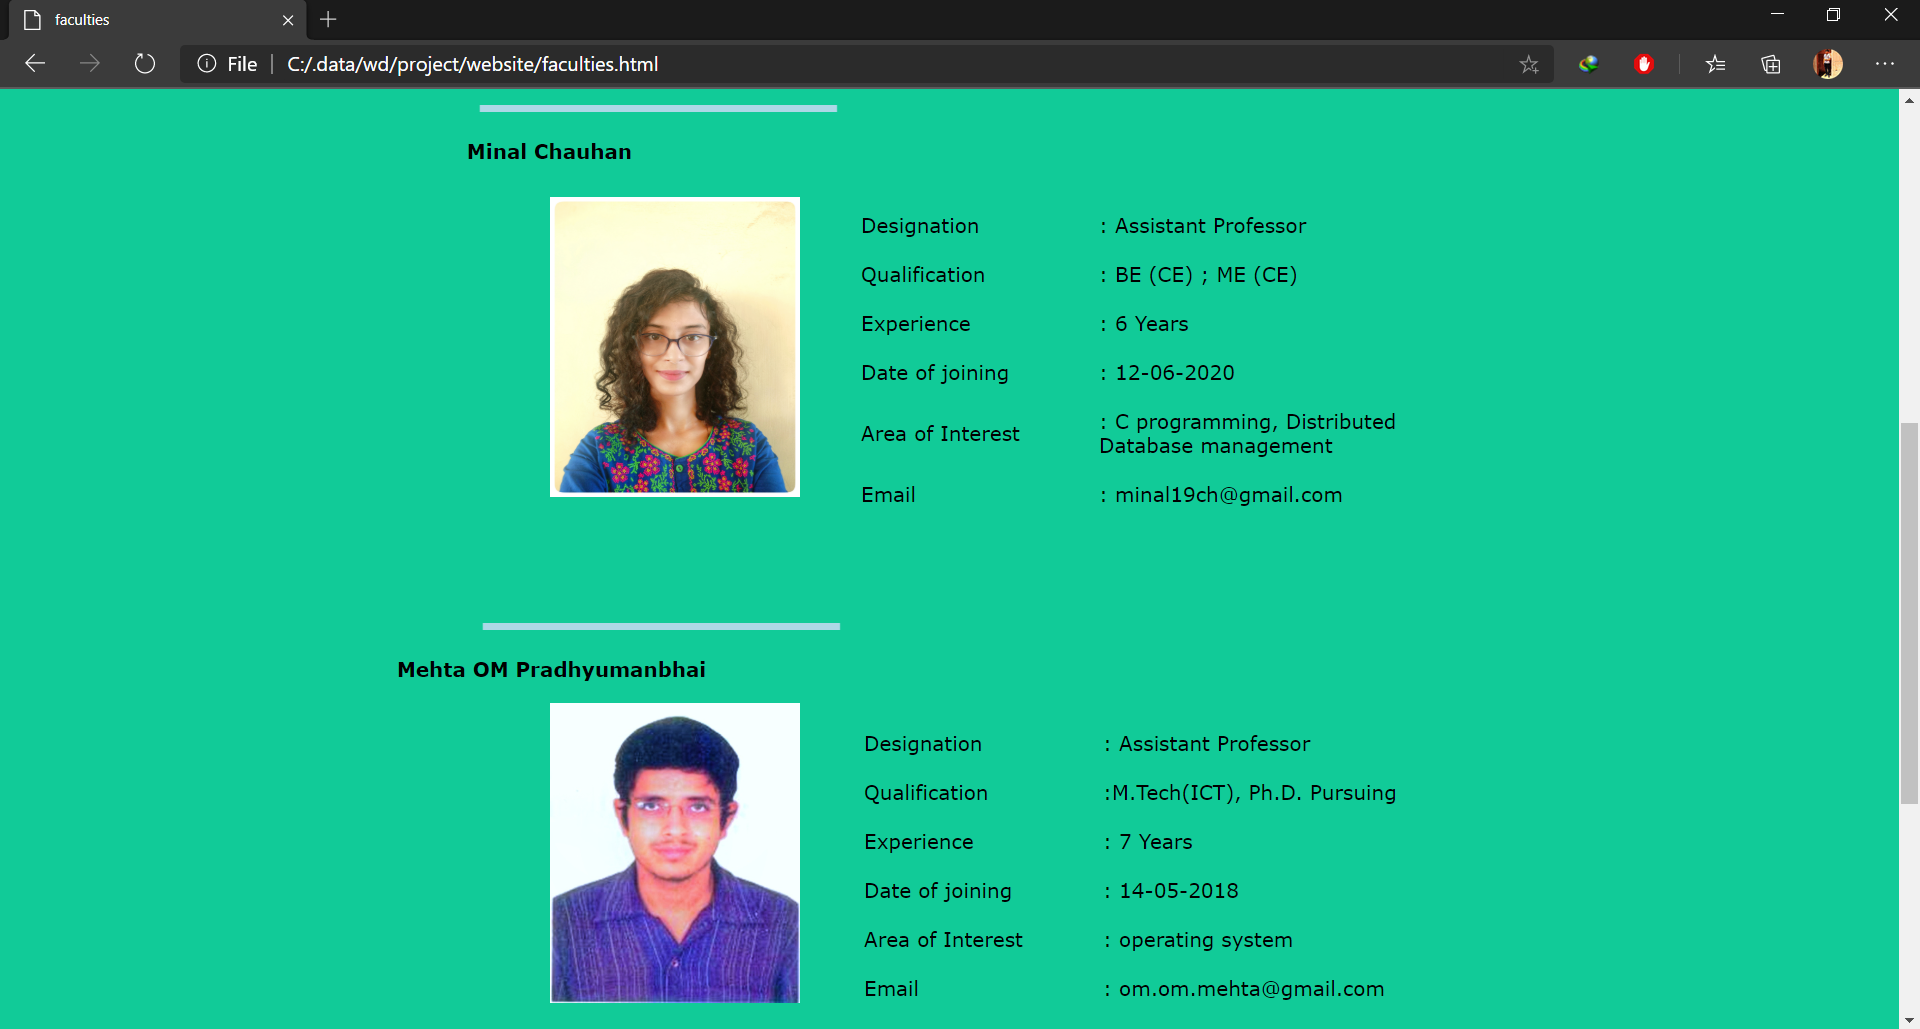 faculties
File
C:/.data/wd/project/website/faculties.html
Minal Chauhan
Designation : Assistant Professor
Qualification : BE (CE) ; ME (CE)
Experience : 6 Years
Date of joining : 12-06-2020
Area of Interest : C programming, Distributed
Database management
Email : minal19ch@gmail.com
Mehta OM Pradhyumanbhai
Designation : Assistant Professor
Qualification :M.Tech(ICT), Ph.D. Pursuing
Experience : 7 Years
Date of joining : 14-05-2018
Area of Interest : operating system
Email : om.om.mehta@gmail.com